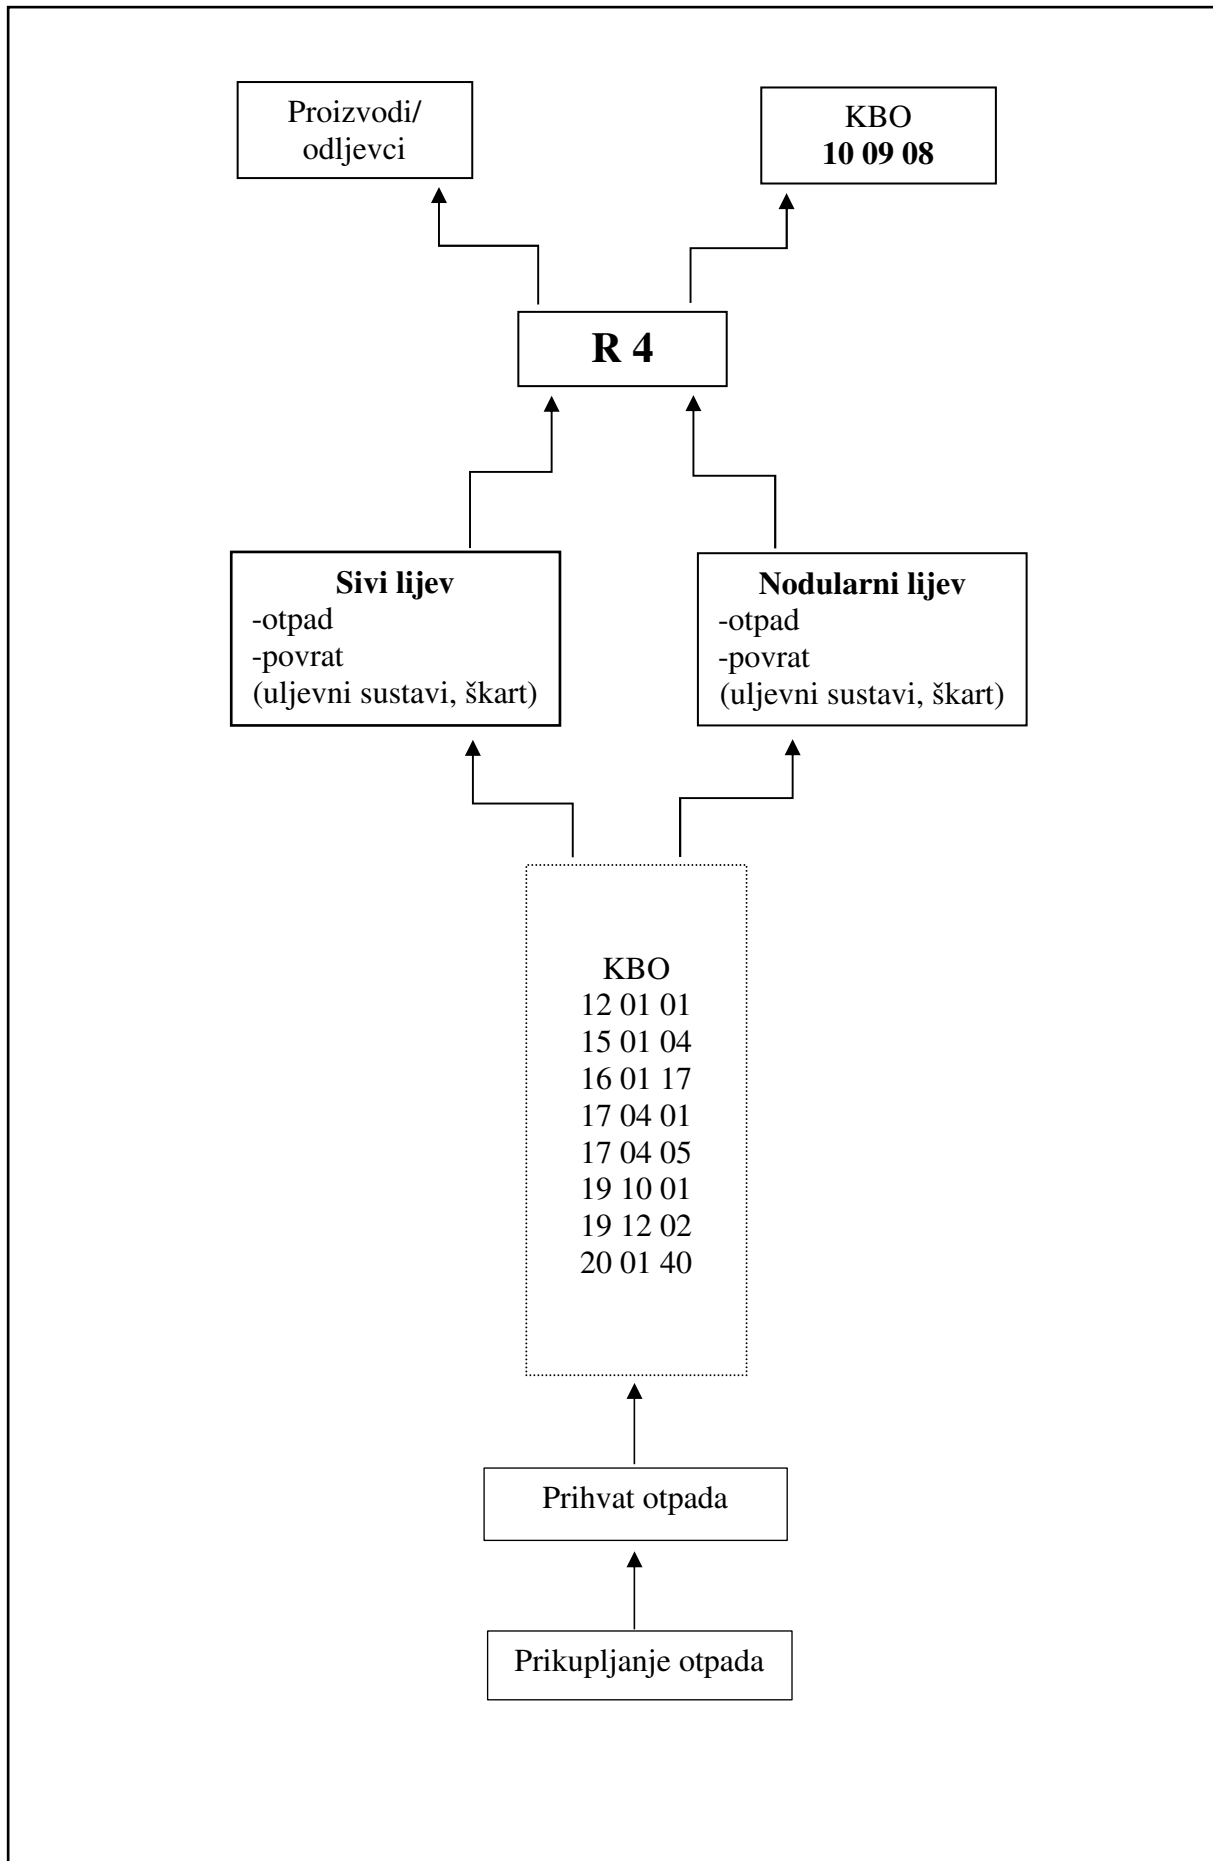 Proizvodi/
odljevci
KBO
10 09 08
R 4
Sivi lijev
-otpad
-povrat
(uljevni sustavi, škart)
Nodularni lijev
-otpad
-povrat
(uljevni sustavi, škart)
KBO
12 01 01
15 01 04
16 01 17
17 04 01
17 04 05
19 10 01
19 12 02
20 01 40
Prihvat otpada
Prikupljanje otpada